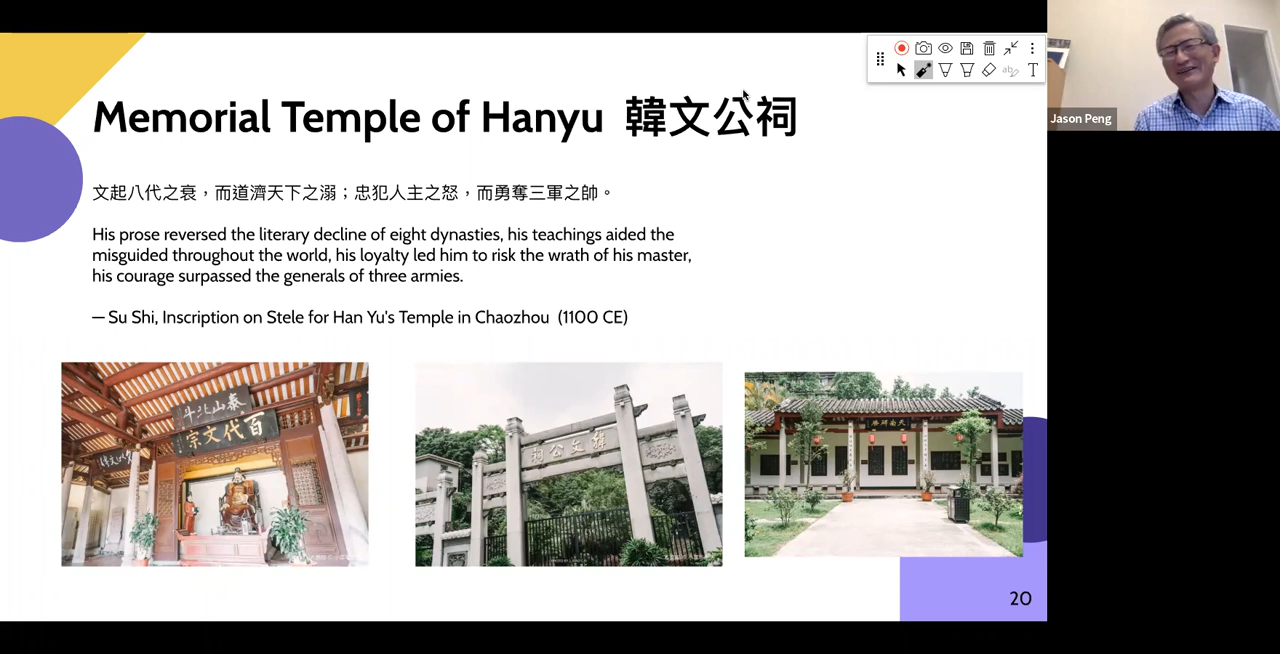 Memorial Temple of Hanyu 韓文公祠
文起八代之衰，而道濟天下之溺；忠犯人主之怒，而勇奪三軍之帥。
His prose reversed the literary decline of eight dynasties, his teachings aided the
misguided throughout the world, his loyalty led him to risk the wrath of his master,
his courage surpassed the generals of three armies.
— Su Shi, Inscription on Stele for Han Yu's Temple in Chaozhou (1100 CE)
斗北山泰
宗文代百
祠公文韓
20
Jason Peng
ab
T